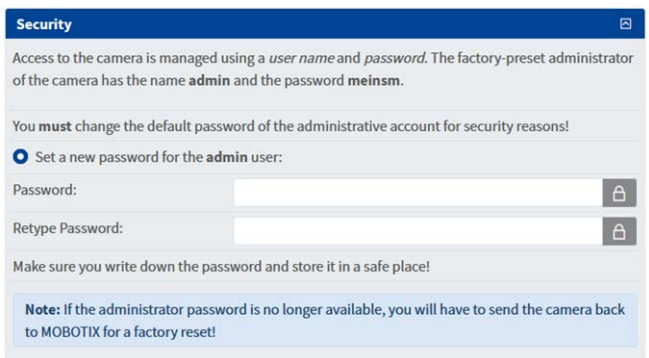 Security
Access to the camera is managed using a user name and password. The factory-preset administrator
of the camera has the name admin and the password meinsm.
You must change the default password of the administrative account for security reasons!
Set a new password for the admin user:
Password:
Retype Password:
Make sure you write down the password and store it in a safe place!
Note: If the administrator password is no longer available, you will have to send the camera back
to MOBOTIX for a factory reset!